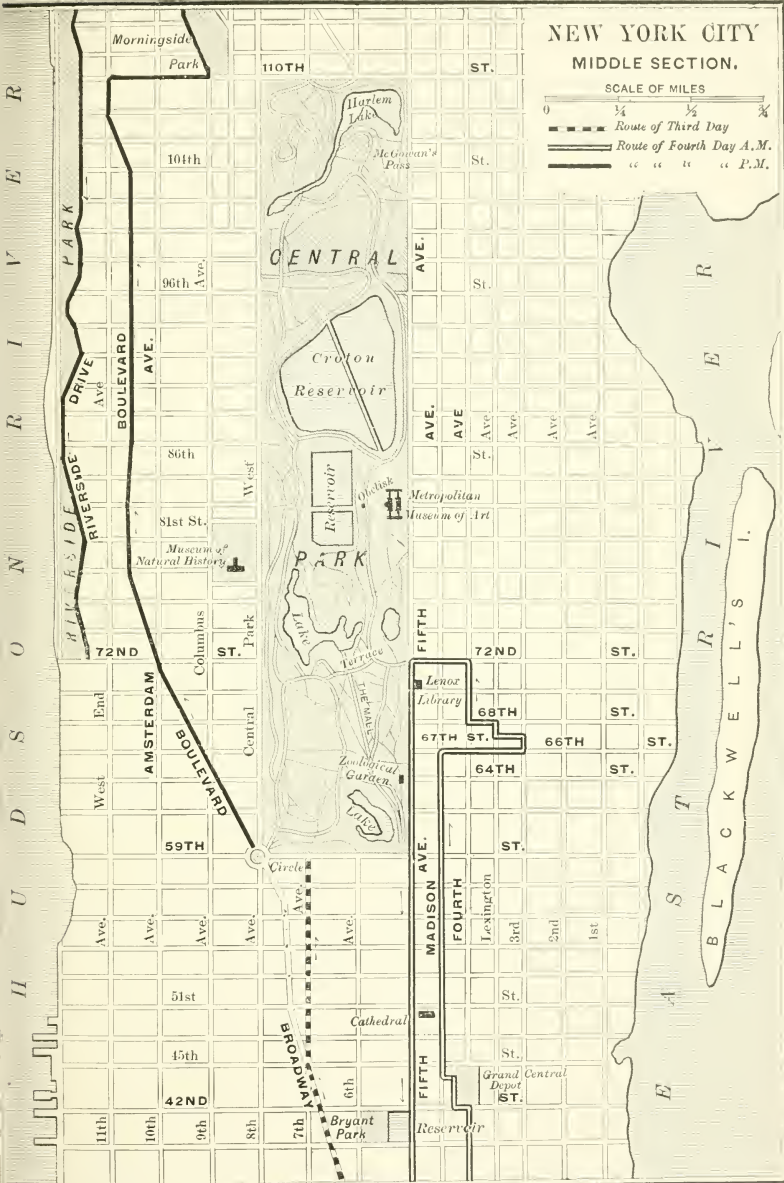 NEW YORK CITY
MIDDLE SECTION.
SCALE OF MILES
0 ¼ ½ ¾
Route of Third Day
Route of Fourth Day A.M.
“ “ “ “ P.M.
Morningside
Park
110TH ST.
Harlem
Lake
McGowan's
Pass
104th St.
CENTRAL
AVE.
96th Ave. St.
HUDSON RIVER
RIVERSIDE PARK
RIVERSIDE DRIVE
Ave
BOULEVARD
AVE.
Croton
Reservoir
AVE.
AVE
Ave.
Ave.
Ave.
Ave.
86th St.
West
Reservoir
Obelisk
Metropolitan
Museum of Art
81st St.
Museum of
Natural History
PARK
Lake
Terrace
Columbus
Park
FIFTH
72ND ST. 72ND ST.
Lenox
Library
THE MALL
68TH ST.
67TH ST. 66TH ST.
64TH ST.
End
West
AMSTERDAM
BOULEVARD
Central
Zoological
Garden
Lake
59TH ST.
Circle
Ave.
Ave.
Ave.
Ave.
Ave.
Ave.
MADISON AVE.
FOURTH
Lexington
3rd
2nd
1st
51st St.
Cathedral
BROADWAY
45th St.
Grand Central
Depot
42ND ST.
FIFTH
11th
10th
9th
8th
7th
6th
Bryant
Park
Reservoir
EAST RIVER
BLACKWELL'S I.